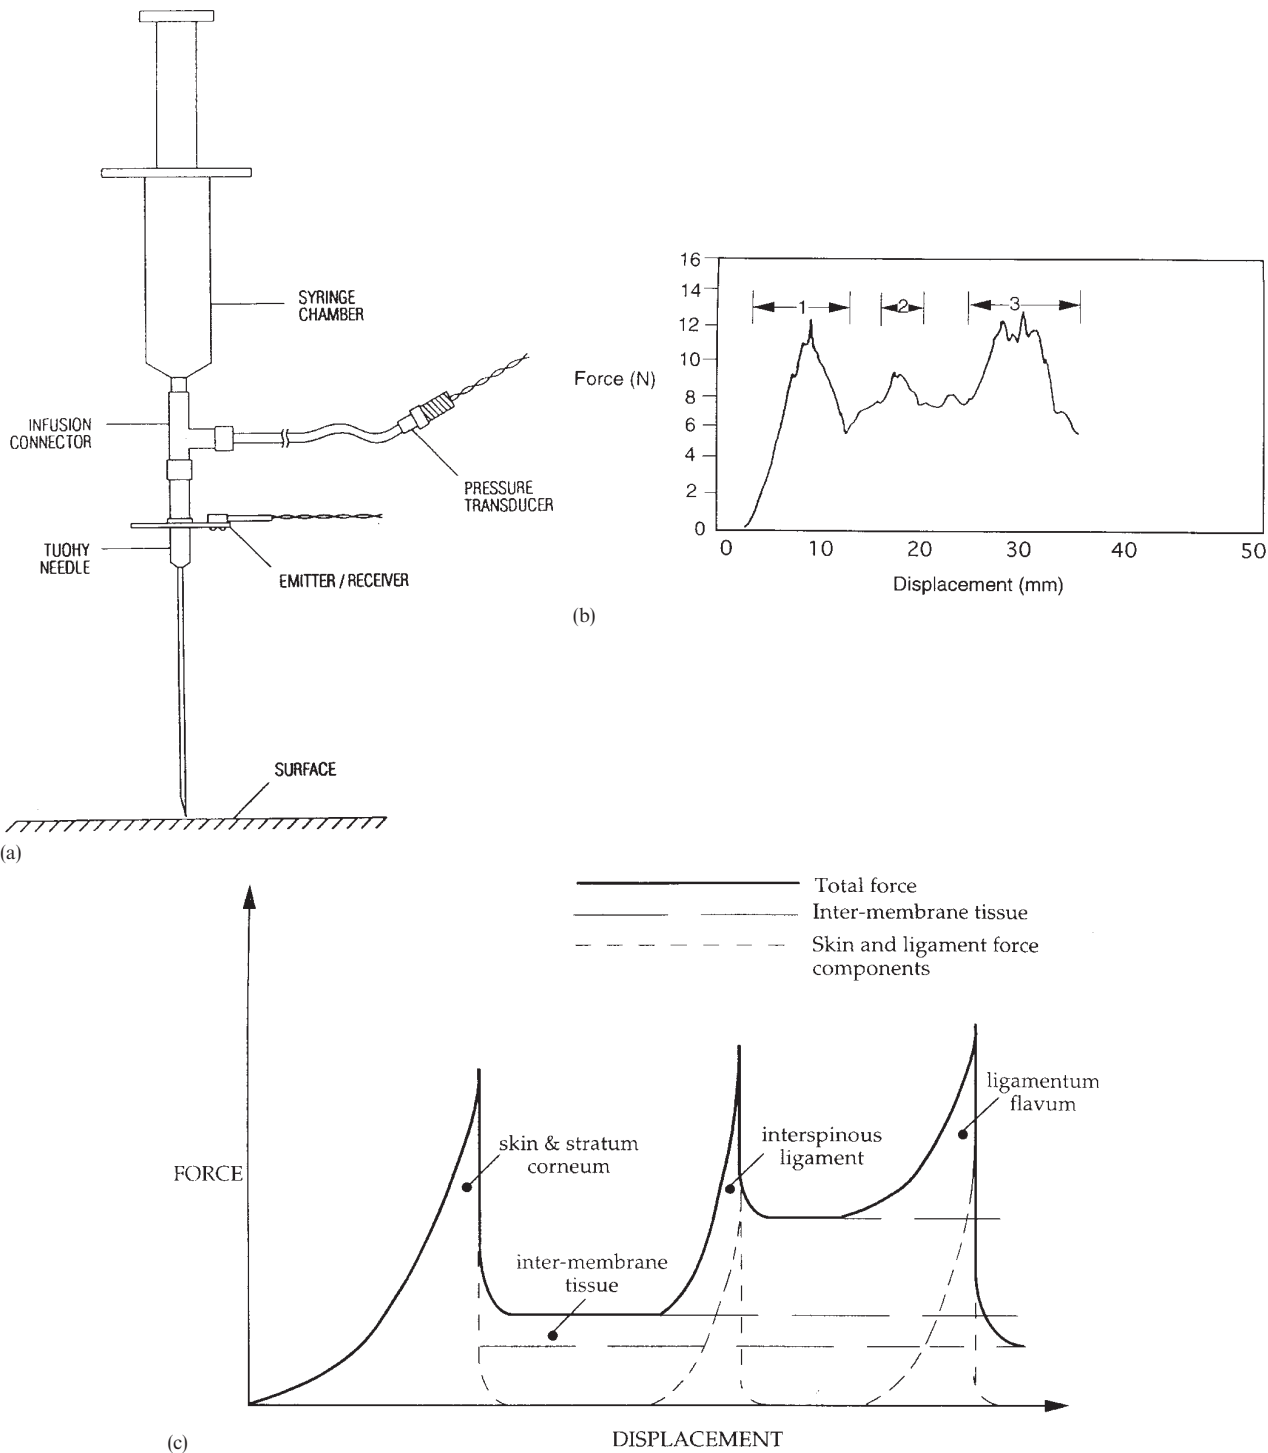 SYRINGE
CHAMBER
INFUSION
CONNECTOR
PRESSURE
TRANSDUCER
TUOHY
NEEDLE
EMITTER / RECEIVER
SURFACE
(a)
16
14
12
10
8
6
4
2
0
Force (N)
1
2
3
0 10 20 30 40 50
Displacement (mm)
(b)
Total force
Inter-membrane tissue
Skin and ligament force
components
FORCE
skin & stratum
corneum
inter-membrane
tissue
interspinous
ligament
ligamentum
flavum
DISPLACEMENT
(c)